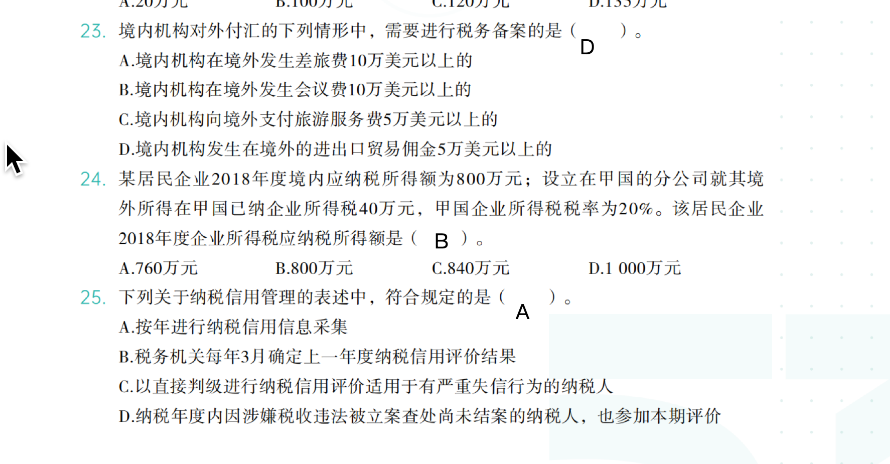 A.20万元 B.100万元 C.120万元 D.155万元
23. 境内机构对外付汇的下列情形中，需要进行税务备案的是（ D ）。
A.境内机构在境外发生差旅费10万美元以上的
B.境内机构在境外发生会议费10万美元以上的
C.境内机构向境外支付旅游服务费5万美元以上的
D.境内机构发生在境外的进出口贸易佣金5万美元以上的
24. 某居民企业2018年度境内应纳税所得额为800万元；设立在甲国的分公司就其境
外所得在甲国已纳企业所得税40万元，甲国企业所得税税率为20%。该居民企业
2018年度企业所得税应纳税所得额是（ B ）。
A.760万元 B.800万元 C.840万元 D.1 000万元
25. 下列关于纳税信用管理的表述中，符合规定的是（ A ）。
A.按年进行纳税信用信息采集
B.税务机关每年3月确定上一年度纳税信用评价结果
C.以直接判级进行纳税信用评价适用于有严重失信行为的纳税人
D.纳税年度内因涉嫌税收违法被立案查处尚未结案的纳税人，也参加本期评价